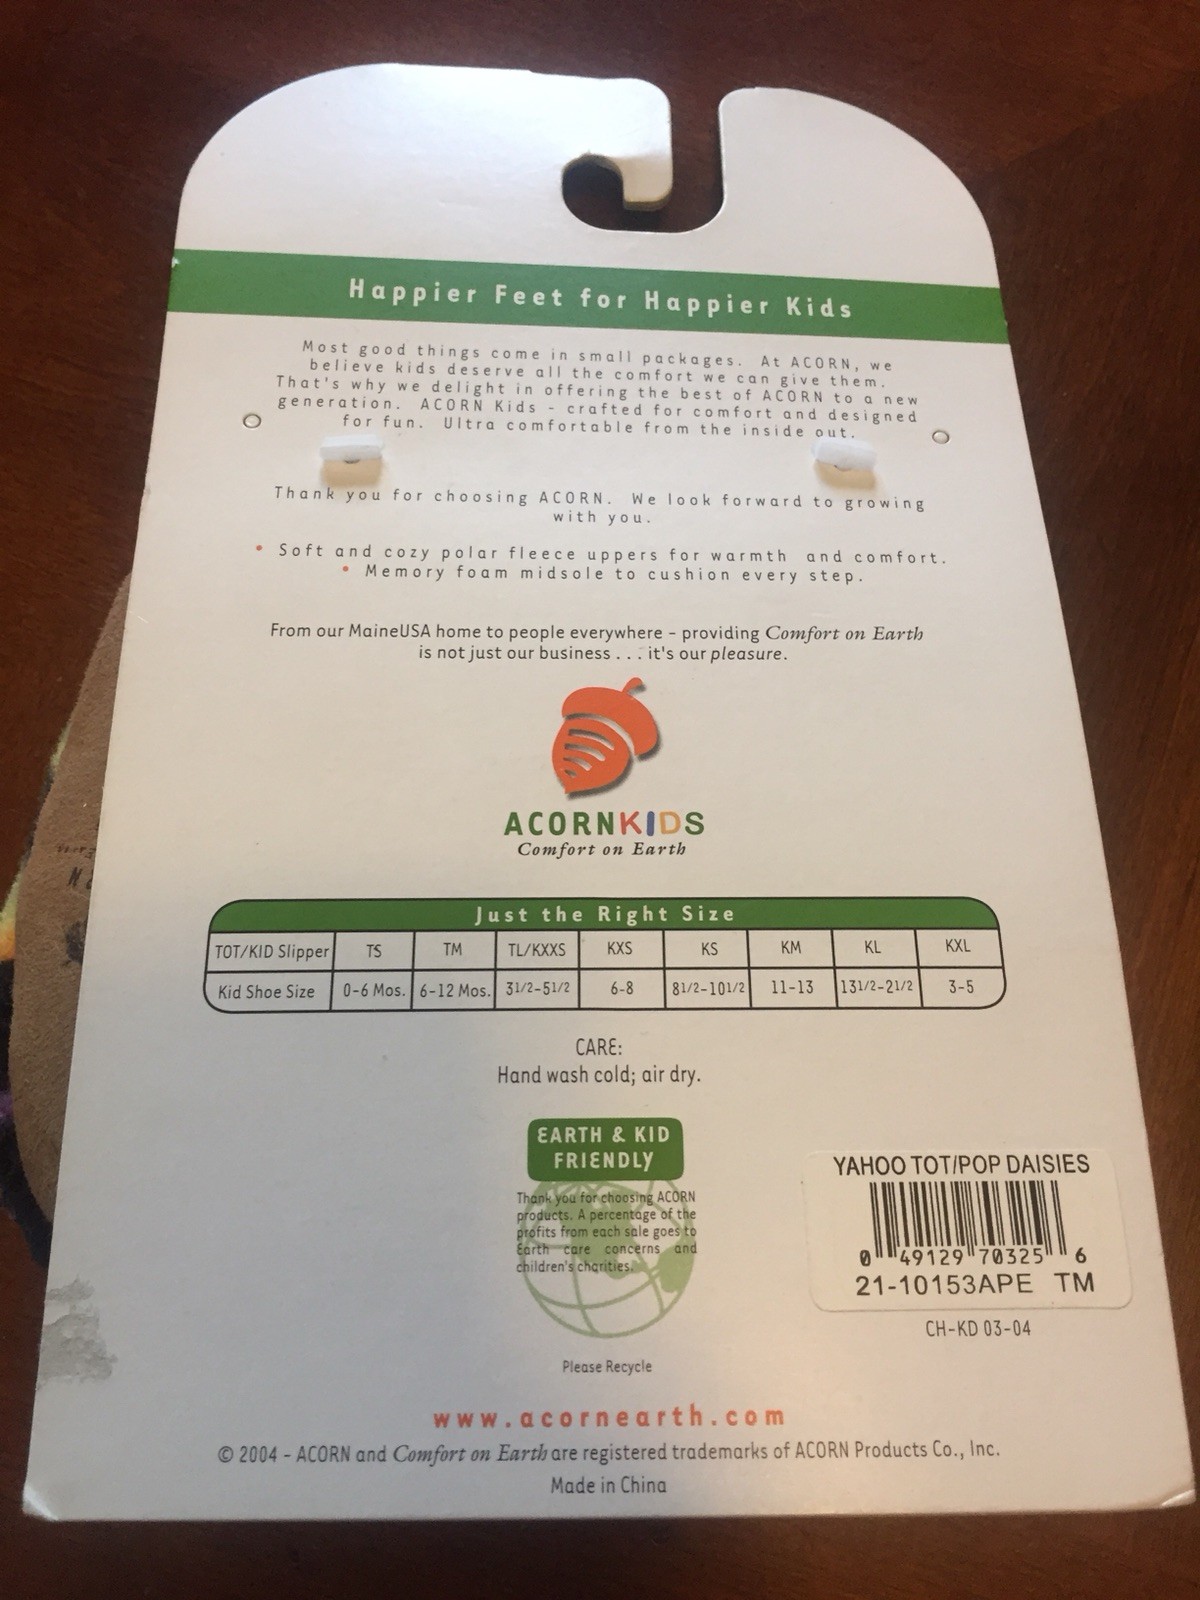 Happier Feet for Happier Kids
Most good things come in small packages. At ACORN, we
believe kids deserve all the comfort we can give them.
That's why we delight in offering the best of ACORN to a new
generation. ACORN Kids - crafted for comfort and designed
for fun. Ultra comfortable from the inside out.
Thank you for choosing ACORN. We look forward to growing
with you.
• Soft and cozy polar fleece uppers for warmth and comfort.
• Memory foam midsole to cushion every step.
From our MaineUSA home to people everywhere - providing Comfort on Earth
is not just our business . . . it's our pleasure.
ACORNKIDS
Comfort on Earth
Just the Right Size
TOT/KID Slipper TS TM TL/KXXS KXS KS KM KL KXL
Kid Shoe Size 0-6 Mos. 6-12 Mos. 31/2-51/2 6-8 81/2-101/2 11-13 131/2-21/2 3-5
CARE:
Hand wash cold; air dry.
EARTH & KID
FRIENDLY
Thank you for choosing ACORN
products. A percentage of the
profits from each sale goes to
Earth care concerns and
children's charities.
Please Recycle
YAHOO TOT/POP DAISIES
0 49129 70325 6
21-10153APE TM
CH-KD 03-04
www.acornearth.com
© 2004 - ACORN and Comfort on Earth are registered trademarks of ACORN Products Co., Inc.
Made in China